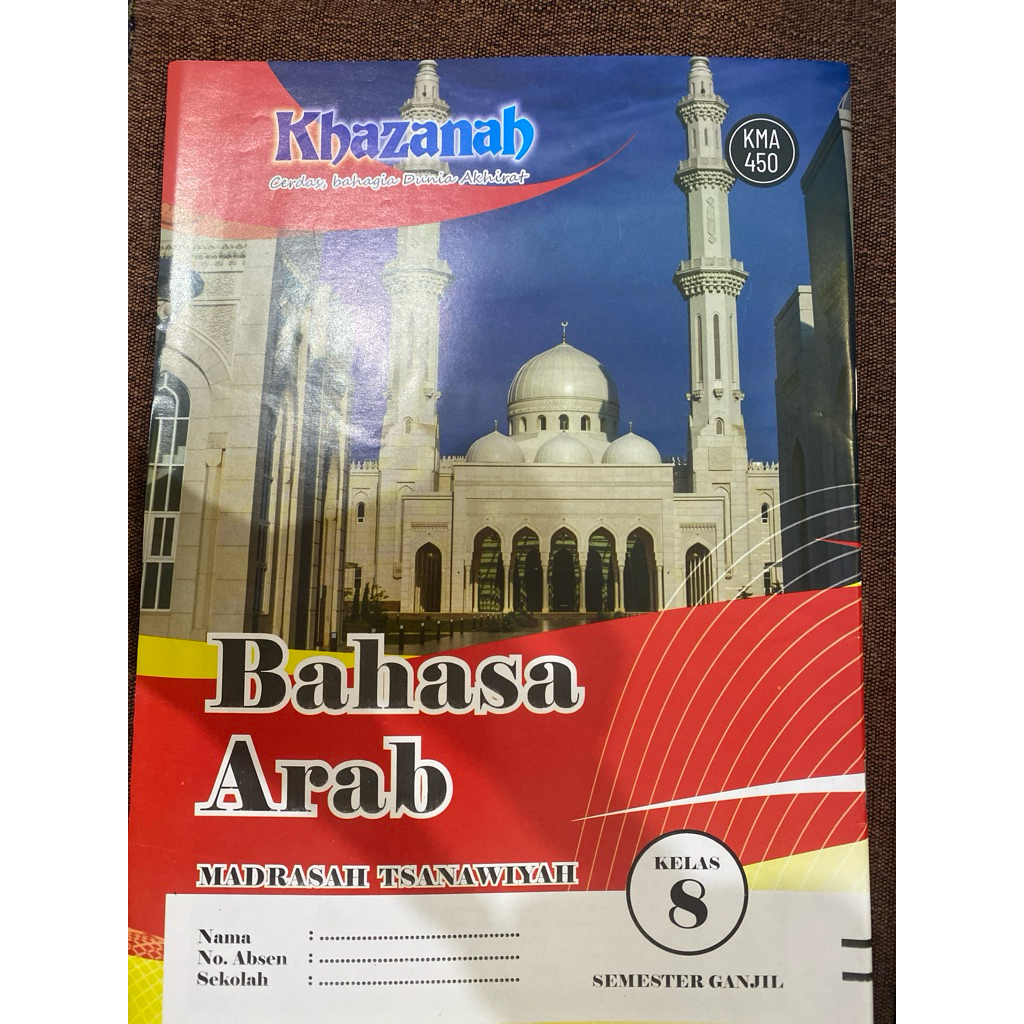 Khazanah
Cerdas, bahagia Dunia Akhirat
KMA
450
Bahasa
Arab
MADRASAH TSANAWIYAH
KELAS
8
Nama : ........................................
No. Absen : ........................................
Sekolah : ........................................
SEMESTER GANJIL